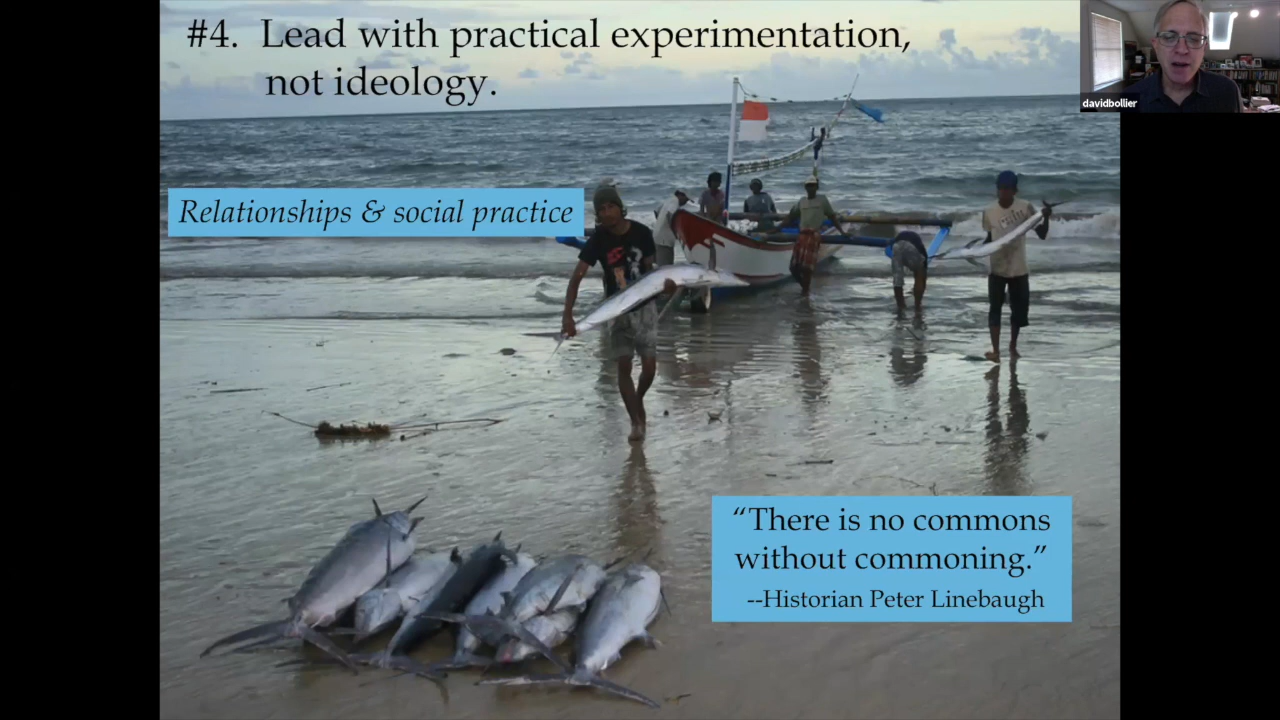 #4. Lead with practical experimentation,
not ideology.
davidbollier
Relationships & social practice
“There is no commons
without commoning.”
--Historian Peter Linebaugh